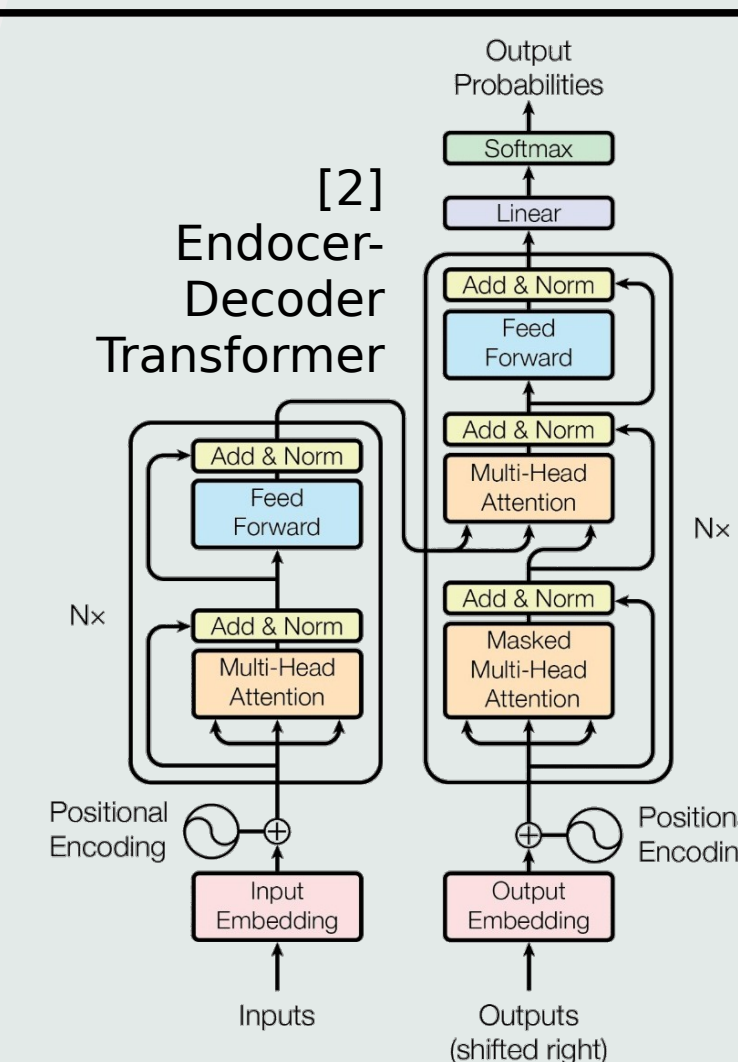 Output
Probabilities
Softmax
Linear
[2]
Endocer-
Decoder
Transformer
Add & Norm
Feed
Forward
Add & Norm
Multi-Head
Attention
Nx
Add & Norm
Masked
Multi-Head
Attention
Add & Norm
Feed
Forward
Nx
Add & Norm
Multi-Head
Attention
Positional
Encoding
Positiona
Encodin
Input
Embedding
Output
Embedding
Inputs
Outputs
(shifted right)